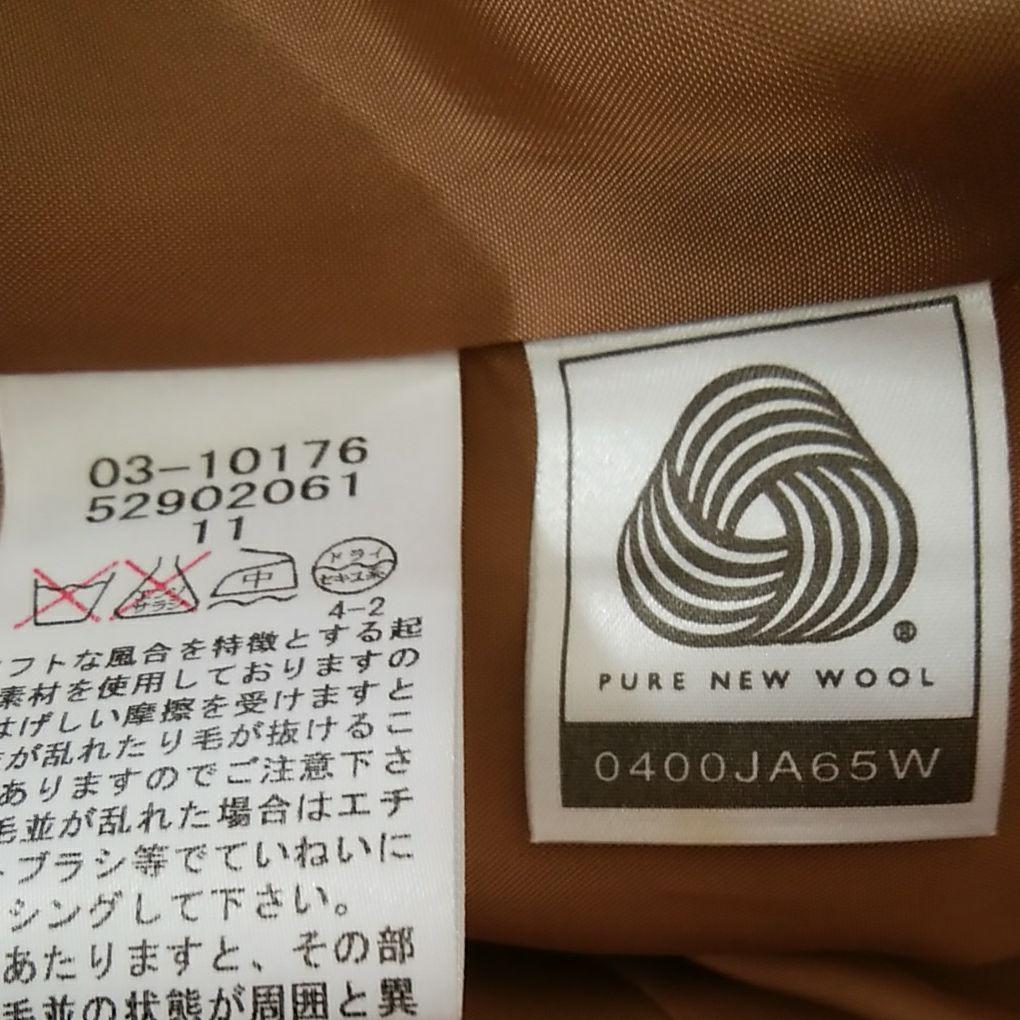 03-10176
52902061
11
サラシ
中
ドライ
セキユ系
4-2
フトな風合を特徴とする起
素材を使用しておりますの
はげしい摩擦を受けますと
が乱れたり毛が抜けるこ
ありますのでご注意下さ
毛並が乱れた場合はエチ
ブラシ等でていねいに
シングして下さい。
あたりますと、その部
毛並の状態が周囲と異
®
PURE NEW WOOL
0400JA65W